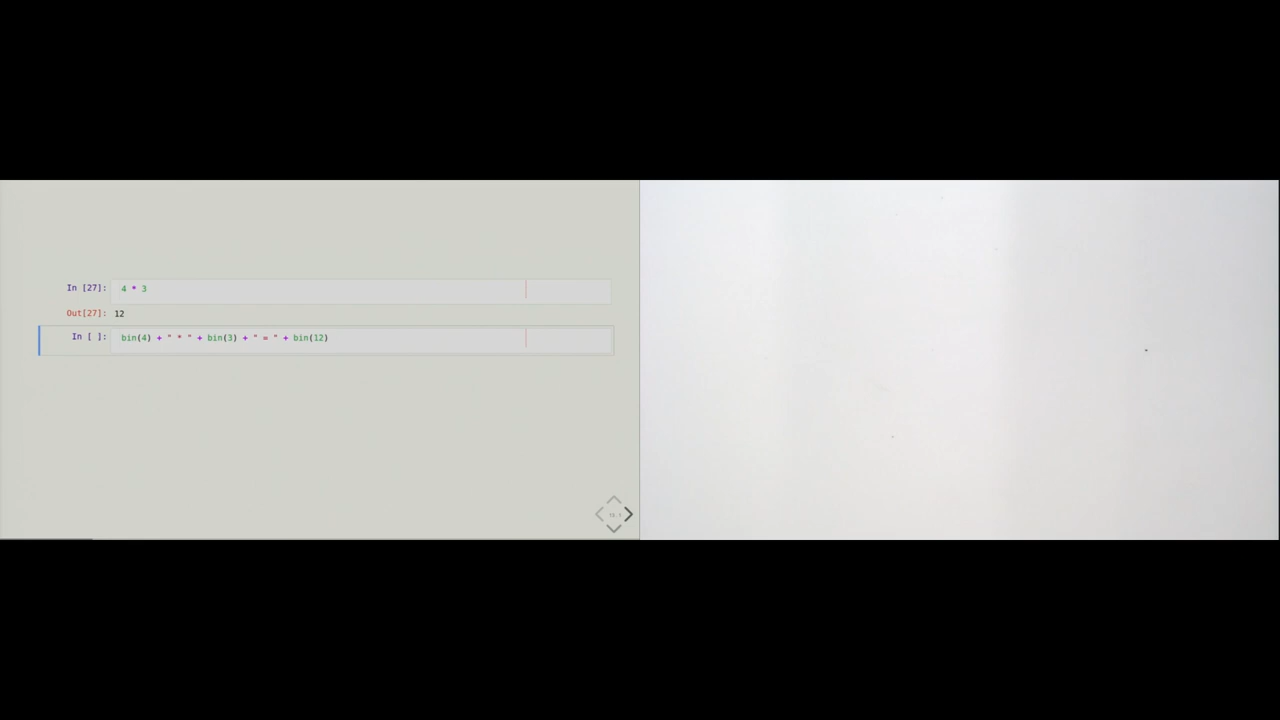 In [27]: 4 * 3
Out[27]: 12
In [ ]: bin(4) + " * " + bin(3) + " = " + bin(12)